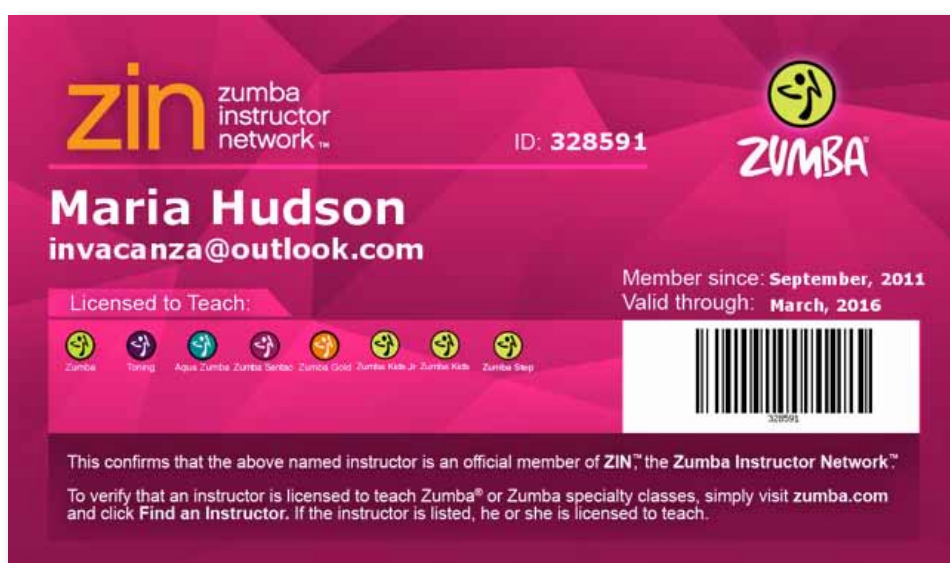 zin zumba
instructor
network™
ID: 328591
ZUMBA®
Maria Hudson
invacanza@outlook.com
Member since: September, 2011
Valid through: March, 2016
Licensed to Teach:
Zumba Toning Aqua Zumba Zumba Sentao Zumba Gold Zumba Kids Jr Zumba Kids Zumba Step
328591
This confirms that the above named instructor is an official member of ZIN,™ the Zumba Instructor Network™.
To verify that an instructor is licensed to teach Zumba® or Zumba specialty classes, simply visit zumba.com
and click Find an Instructor. If the instructor is listed, he or she is licensed to teach.